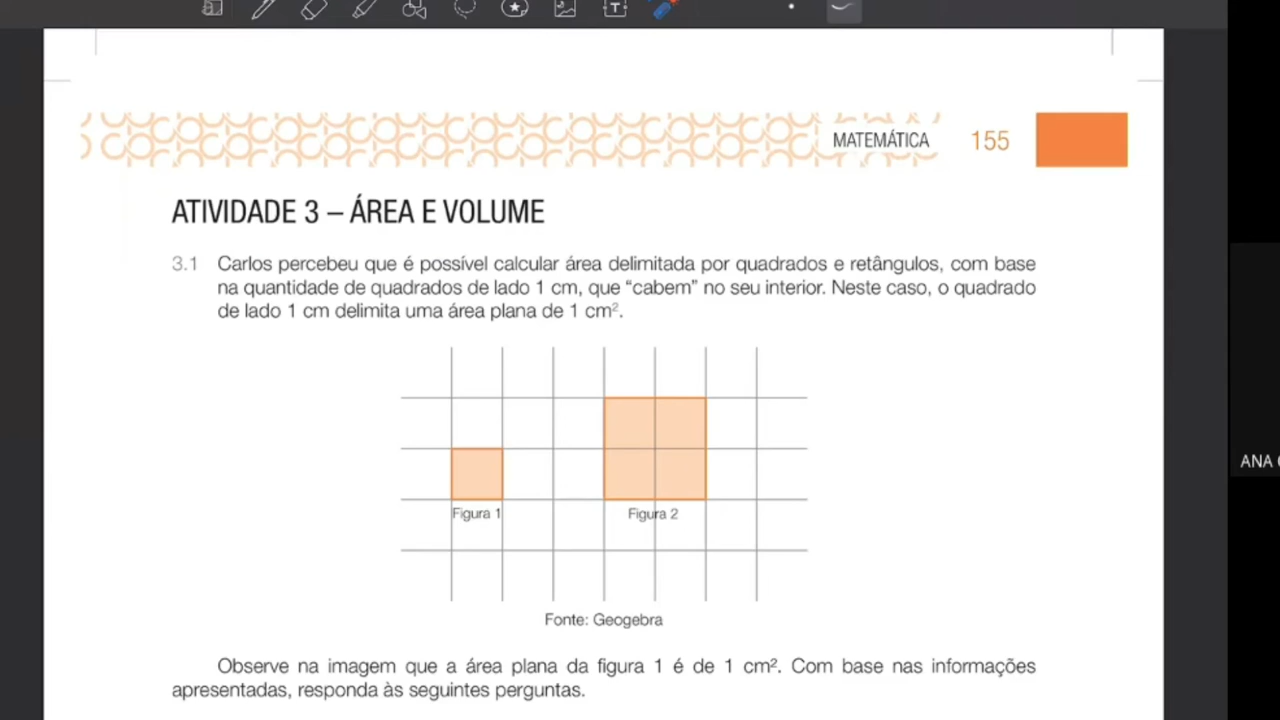 MATEMÁTICA 155
ATIVIDADE 3 – ÁREA E VOLUME
3.1 Carlos percebeu que é possível calcular área delimitada por quadrados e retângulos, com base
na quantidade de quadrados de lado 1 cm, que “cabem” no seu interior. Neste caso, o quadrado
de lado 1 cm delimita uma área plana de 1 cm².
Figura 1
Figura 2
Fonte: Geogebra
Observe na imagem que a área plana da figura 1 é de 1 cm². Com base nas informações
apresentadas, responda às seguintes perguntas.
ANA